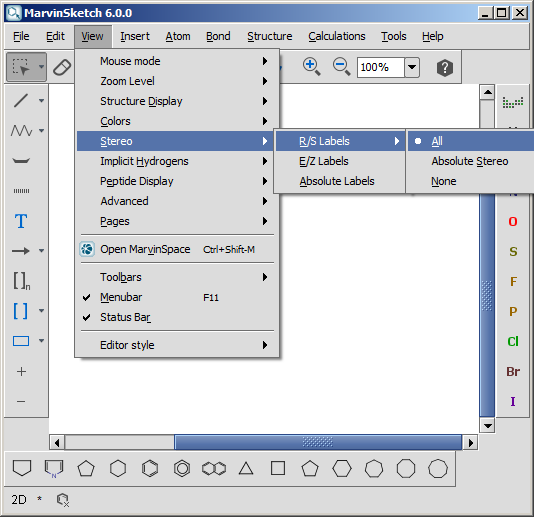 MarvinSketch 6.0.0
File Edit View Insert Atom Bond Structure Calculations Tools Help
100% ?
Mouse mode
Zoom Level
Structure Display
Colors
Stereo
Implicit Hydrogens
Peptide Display
Advanced
Pages
Open MarvinSpace Ctrl+Shift-M
Toolbars
Menubar F11
Status Bar
Editor style
R/S Labels
E/Z Labels
Absolute Labels
All
Absolute Stereo
None
T
[ ]n
[ ]
O
S
F
P
Cl
Br
I
N
2D *